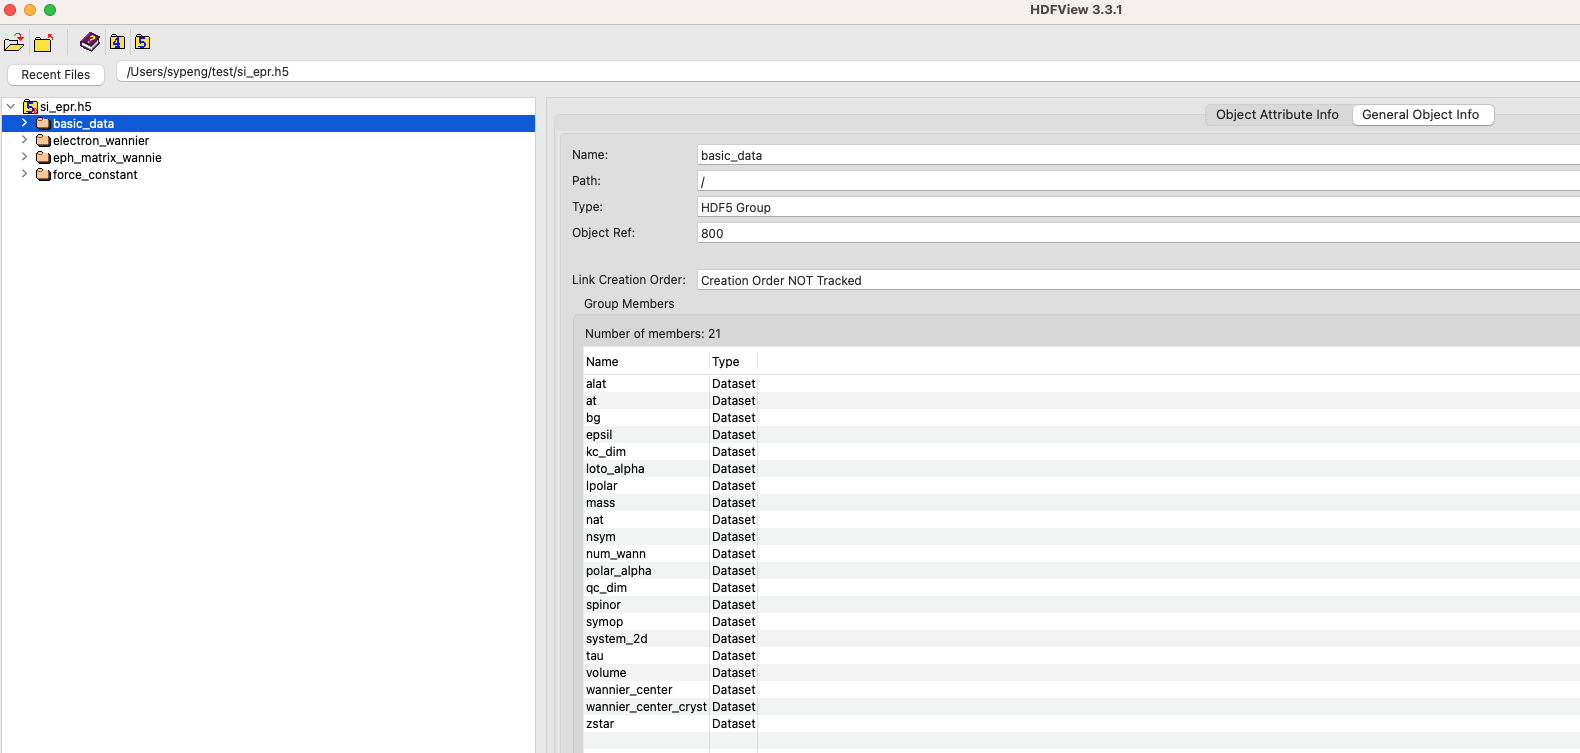 HDFView 3.3.1
4 5
Recent Files /Users/sypeng/test/si_epr.h5
5 si_epr.h5
basic_data
electron_wannier
eph_matrix_wannie
force_constant
Object Attribute Info General Object Info
Name: basic_data
Path: /
Type: HDF5 Group
Object Ref: 800
Link Creation Order: Creation Order NOT Tracked
Group Members
Number of members: 21
Name Type
alat Dataset
at Dataset
bg Dataset
epsil Dataset
kc_dim Dataset
loto_alpha Dataset
lpolar Dataset
mass Dataset
nat Dataset
nsym Dataset
num_wann Dataset
polar_alpha Dataset
qc_dim Dataset
spinor Dataset
symop Dataset
system_2d Dataset
tau Dataset
volume Dataset
wannier_center Dataset
wannier_center_cryst Dataset
zstar Dataset